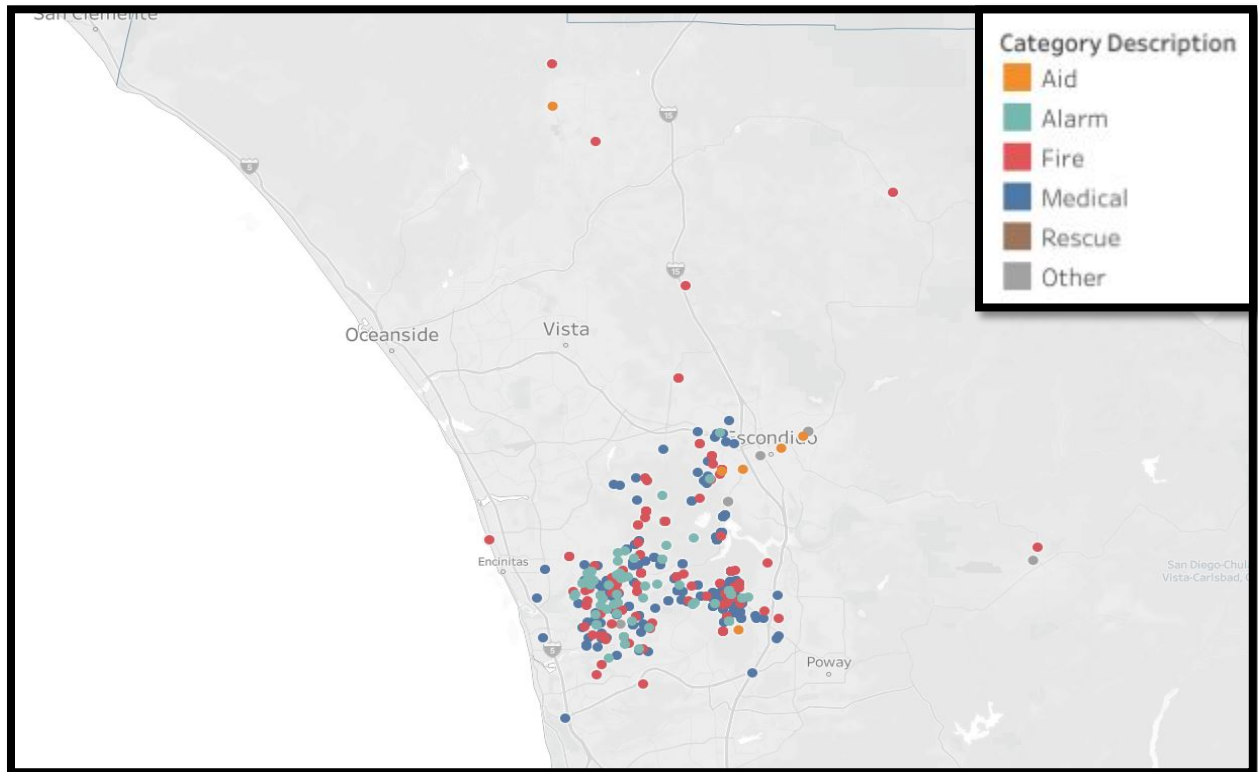 San Clemente
Category Description
Aid
Alarm
Fire
Medical
Rescue
Other
15
5
15
Oceanside
Vista
Escondido
Encinitas
San Diego-Chul
Vista-Carlsbad, C
5
Poway